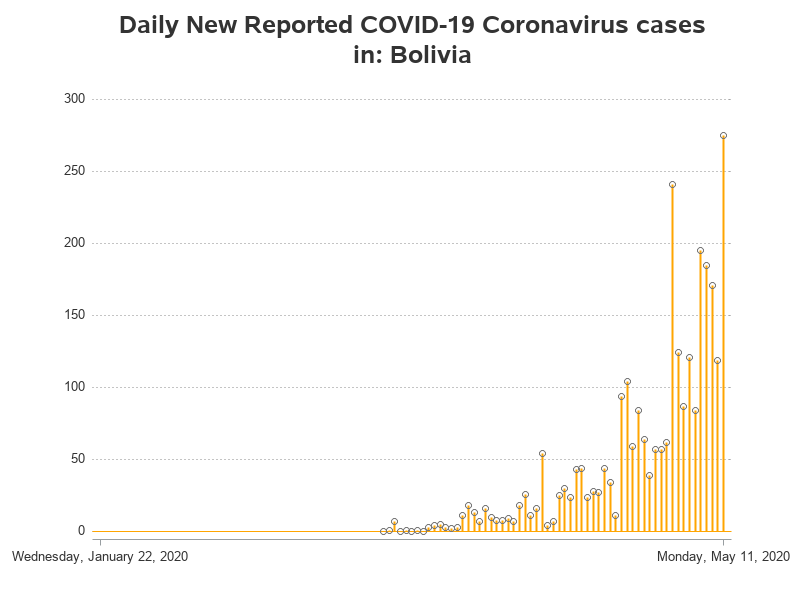 Daily New Reported COVID-19 Coronavirus cases
in: Bolivia
300
250
200
150
100
50
0
Wednesday, January 22, 2020
Monday, May 11, 2020